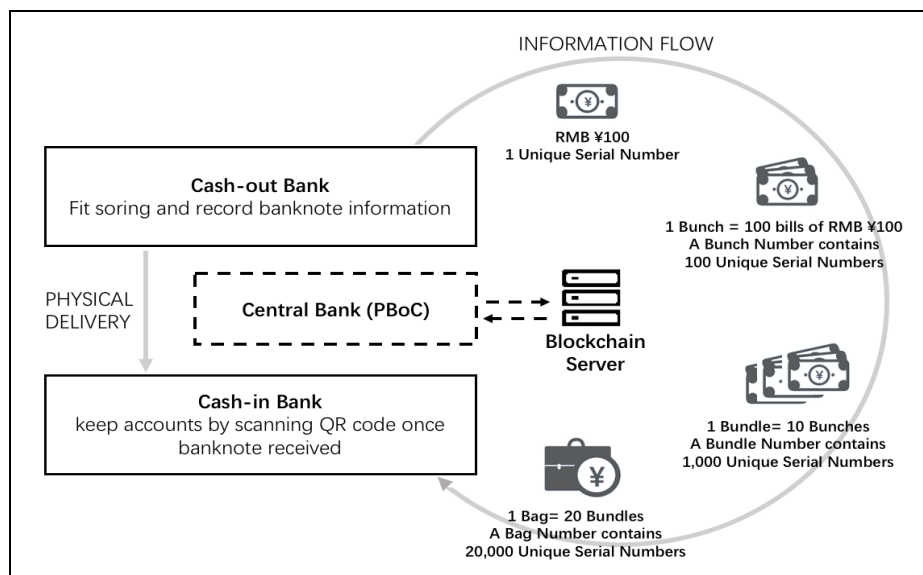 INFORMATION FLOW
¥
RMB ¥100
1 Unique Serial Number
Cash-out Bank
Fit soring and record banknote information
¥
1 Bunch = 100 bills of RMB ¥100
A Bunch Number contains
100 Unique Serial Numbers
PHYSICAL
DELIVERY
Central Bank (PBoC)
Blockchain
Server
Cash-in Bank
keep accounts by scanning QR code once
banknote received
¥
1 Bundle= 10 Bunches
A Bundle Number contains
1,000 Unique Serial Numbers
¥
1 Bag= 20 Bundles
A Bag Number contains
20,000 Unique Serial Numbers